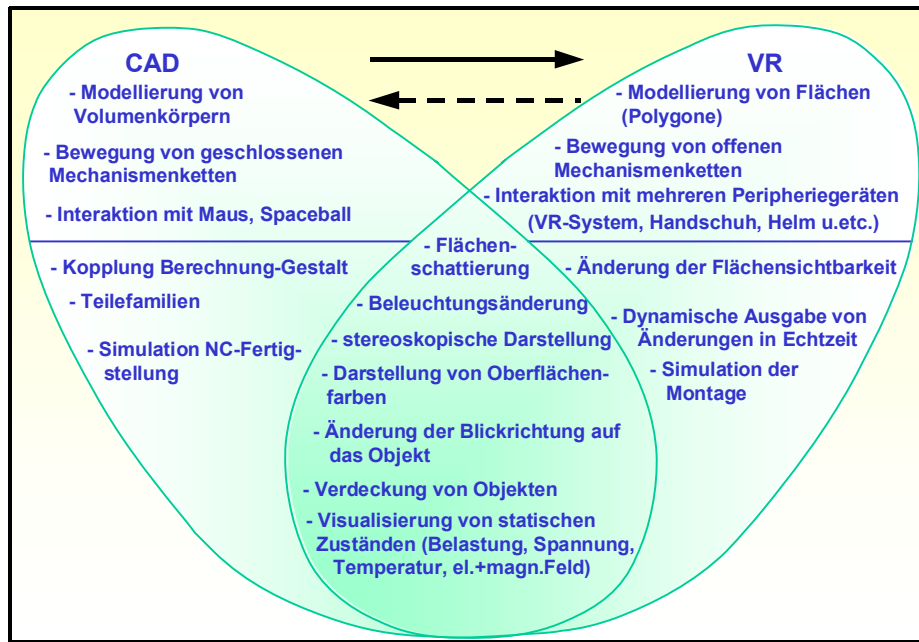 CAD
- Modellierung von
Volumenkörpern
- Bewegung von geschlossenen
Mechanismenketten
- Interaktion mit Maus, Spaceball
- Kopplung Berechnung-Gestalt
- Teilefamilien
- Simulation NC-Fertig-
stellung
- Flächen-
schattierung
- Beleuchtungsänderung
- stereoskopische Darstellung
- Darstellung von Oberflächen-
farben
- Änderung der Blickrichtung auf
das Objekt
- Verdeckung von Objekten
- Visualisierung von statischen
Zuständen (Belastung, Spannung,
Temperatur, el.+magn.Feld)
VR
- Modellierung von Flächen
(Polygone)
- Bewegung von offenen
Mechanismenketten
- Interaktion mit mehreren Peripheriegeräten
(VR-System, Handschuh, Helm u.etc.)
- Änderung der Flächensichtbarkeit
- Dynamische Ausgabe von
Änderungen in Echtzeit
- Simulation der
Montage